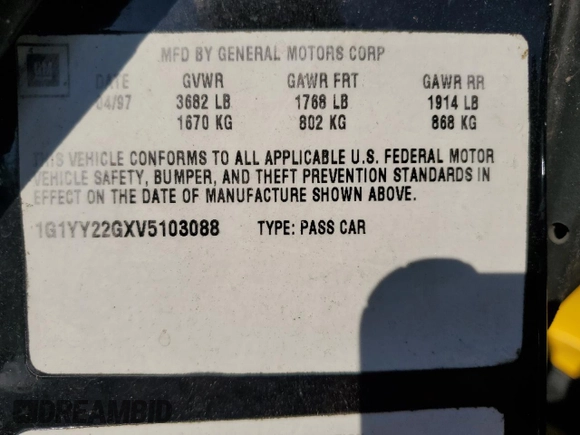 GM
MFD BY GENERAL MOTORS CORP
DATE GVWR GAWR FRT GAWR RR
04/97 3682 LB 1768 LB 1914 LB
1670 KG 802 KG 868 KG
THIS VEHICLE CONFORMS TO ALL APPLICABLE U.S. FEDERAL MOTOR
VEHICLE SAFETY, BUMPER, AND THEFT PREVENTION STANDARDS IN
EFFECT ON THE DATE OF MANUFACTURE SHOWN ABOVE.
1G1YY22GXV5103088 TYPE: PASS CAR
DREAMBID